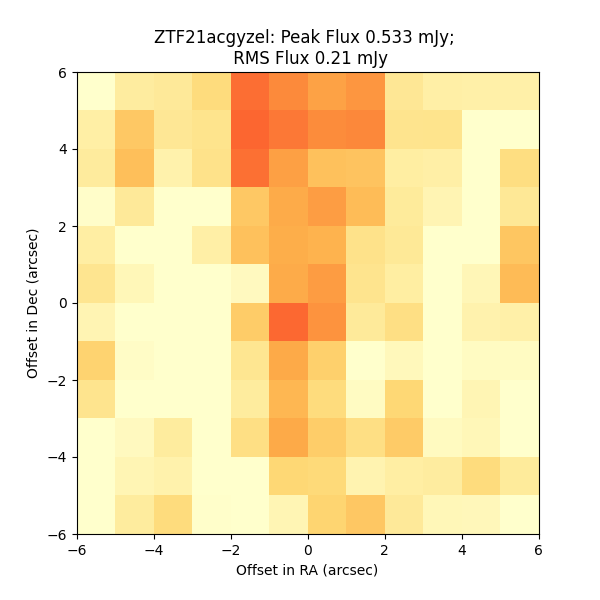 ZTF21acgyzel: Peak Flux 0.533 mJy;
RMS Flux 0.21 mJy
6
4
2
0
−2
−4
−6
Offset in Dec (arcsec)
−6 −4 −2 0 2 4 6
Offset in RA (arcsec)